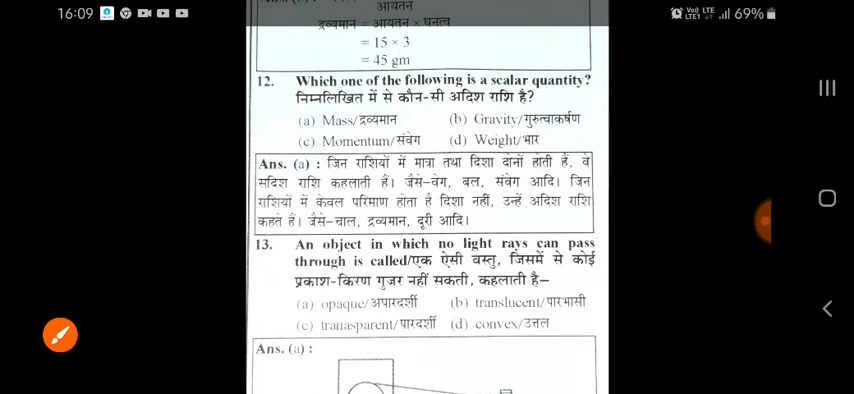 16:09
Vo) LTE
LTE1
69%
आयतन
द्रव्यमान = आयतन × घनत्व
= 15 × 3
= 45 gm
12. Which one of the following is a scalar quantity?
निम्नलिखित में से कौन-सी अदिश राशि है?
(a) Mass/द्रव्यमान (b) Gravity/गुरुत्वाकर्षण
(c) Momentum/संवेग (d) Weight/भार
Ans. (a) : जिन राशियों में मात्रा तथा दिशा दोनों होती हैं, वे
सदिश राशि कहलाती हैं। जैसे–वेग, बल, संवेग आदि। जिन
राशियों में केवल परिमाण होता है दिशा नहीं, उन्हें अदिश राशि
कहते हैं। जैसे–चाल, द्रव्यमान, दूरी आदि।
13. An object in which no light rays can pass
through is called/एक ऐसी वस्तु, जिसमें से कोई
प्रकाश-किरण गुजर नहीं सकती, कहलाती है–
(a) opaque/अपारदर्शी (b) translucent/पारभासी
(c) tranasparent/पारदर्शी (d) convex/उत्तल
Ans. (a) :